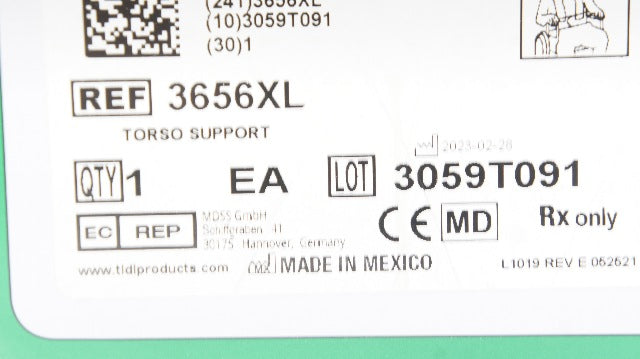 (241)3656XL
(10)3059T091
(30)1
REF 3656XL
TORSO SUPPORT
2023-02-28
QTY 1 EA LOT 3059T091
EC REP MDSS GmbH
Schiffgraben 41
30175 Hannover, Germany
CE MD Rx only
www.tidiproducts.com MADE IN MEXICO L1019 REV E 052521